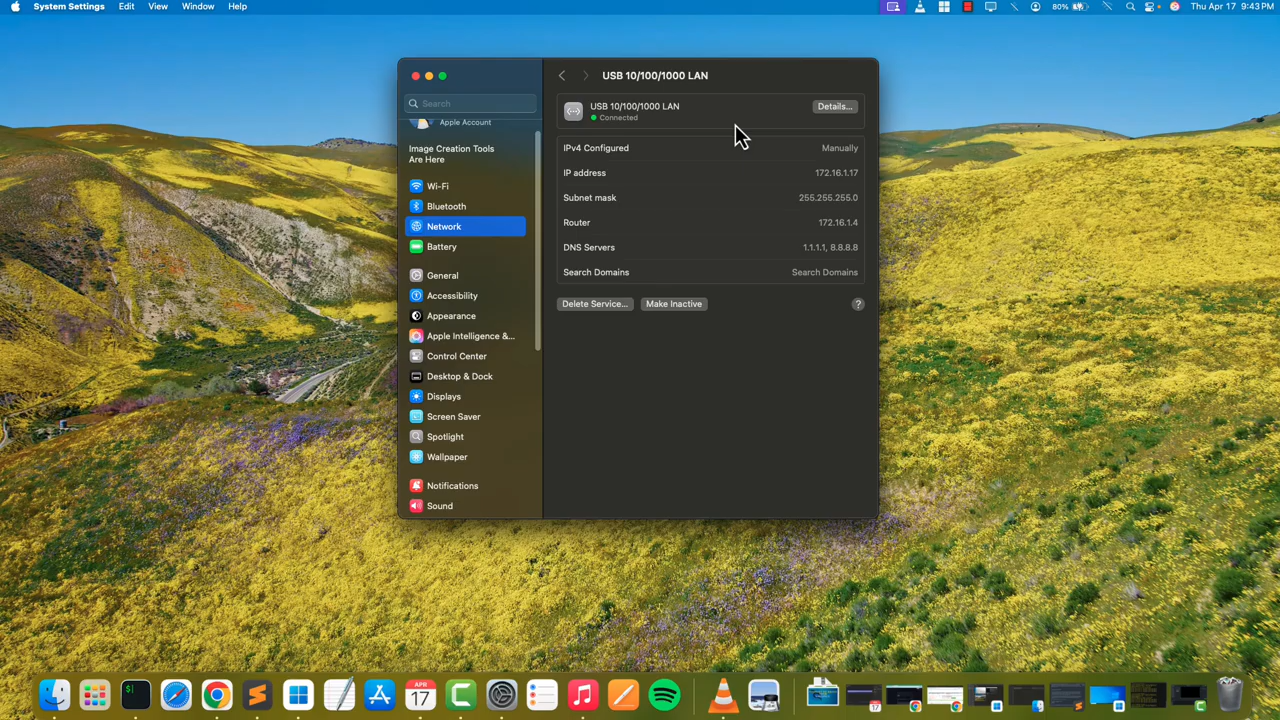 System Settings Edit View Window Help 80% Thu Apr 17 9:43 PM
USB 10/100/1000 LAN
Search
Apple Account
Image Creation Tools
Are Here
Wi-Fi
Bluetooth
Network
Battery
General
Accessibility
Appearance
Apple Intelligence &...
Control Center
Desktop & Dock
Displays
Screen Saver
Spotlight
Wallpaper
Notifications
Sound
USB 10/100/1000 LAN
Connected
Details...
IPv4 Configured Manually
IP address 172.16.1.17
Subnet mask 255.255.255.0
Router 172.16.1.4
DNS Servers 1.1.1.1, 8.8.8.8
Search Domains Search Domains
Delete Service... Make Inactive ?
APR
17